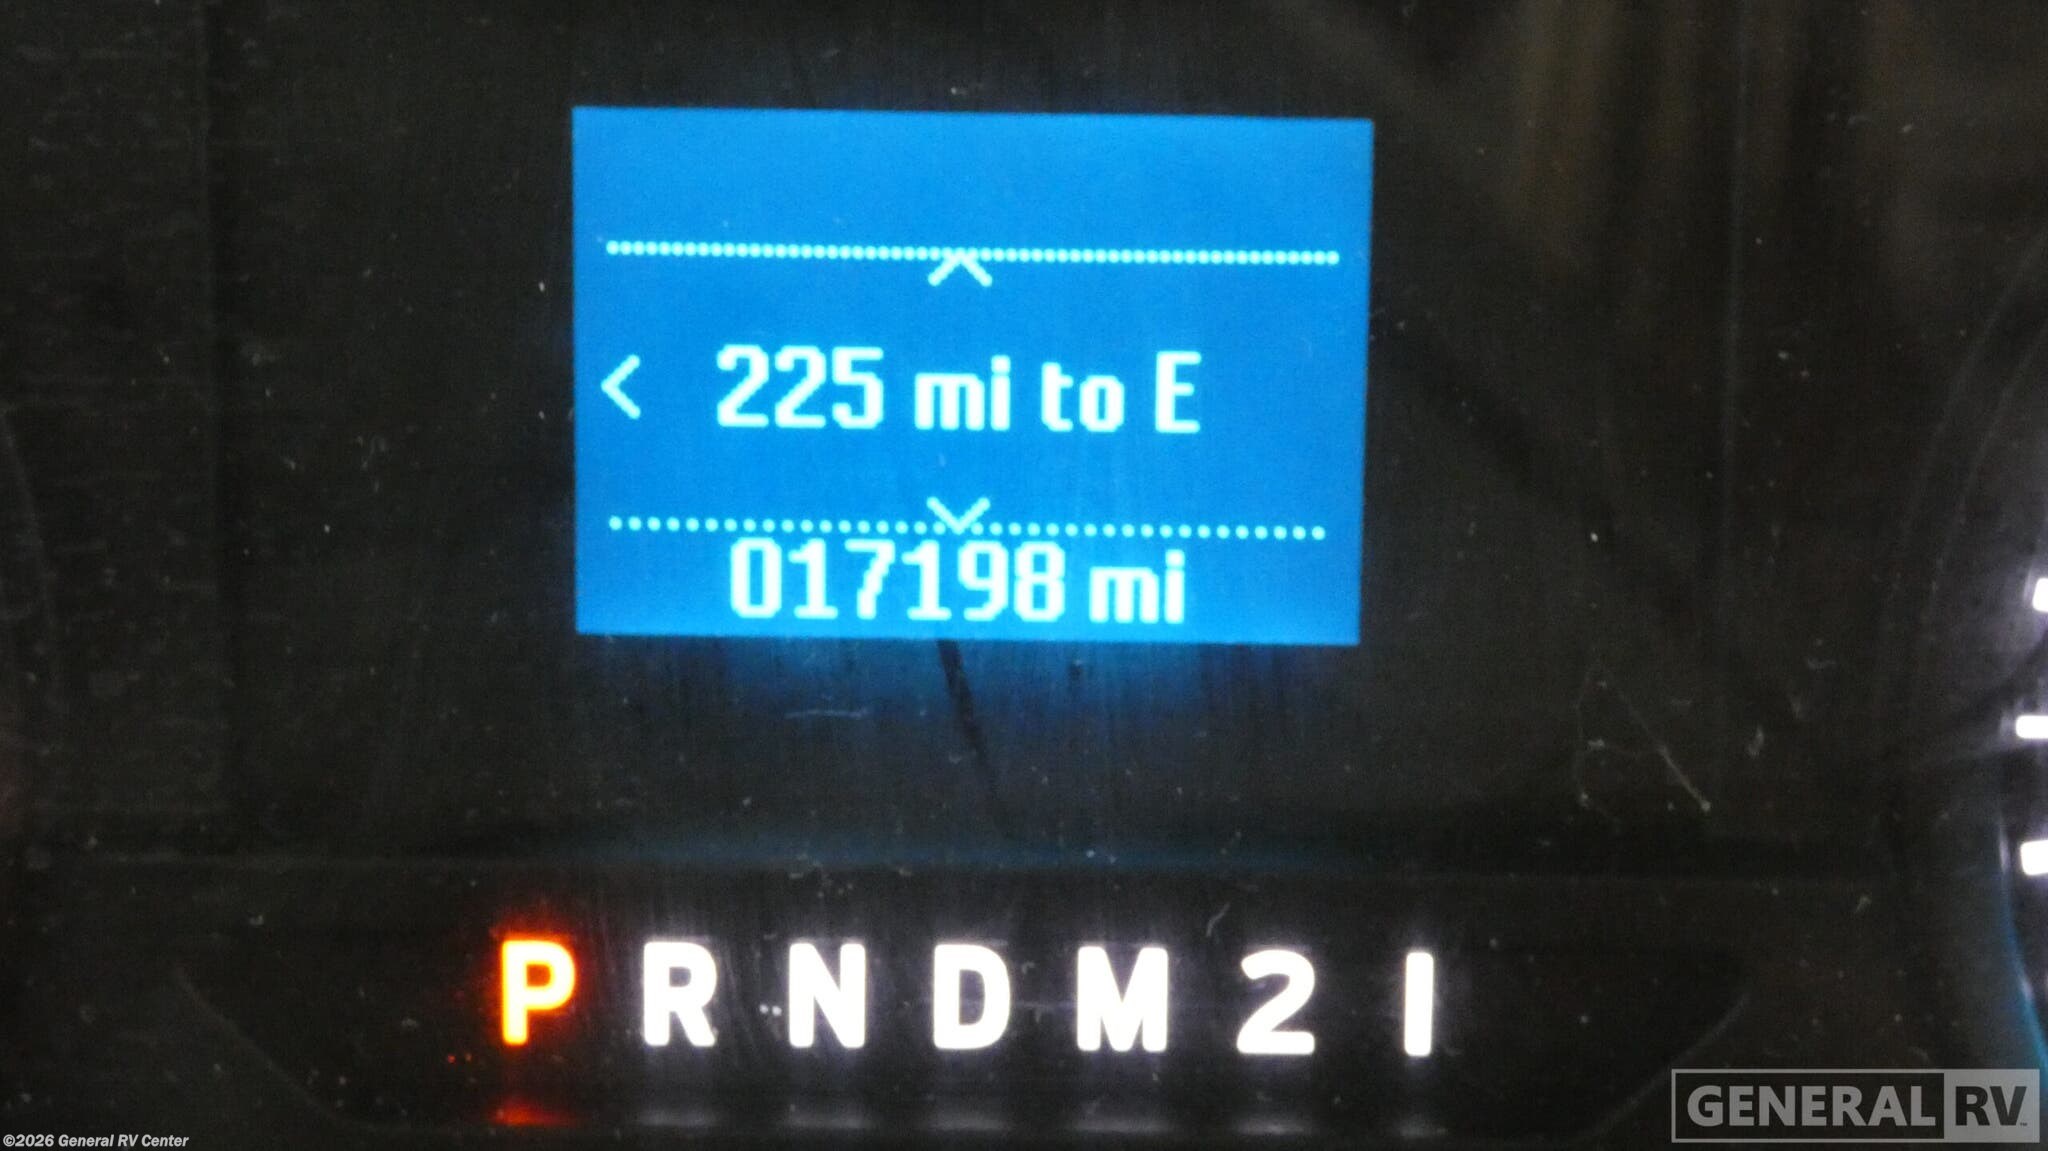 225 mi to E
017198 mi
P R N D M 2 1
GENERAL RV
©2026 General RV Center